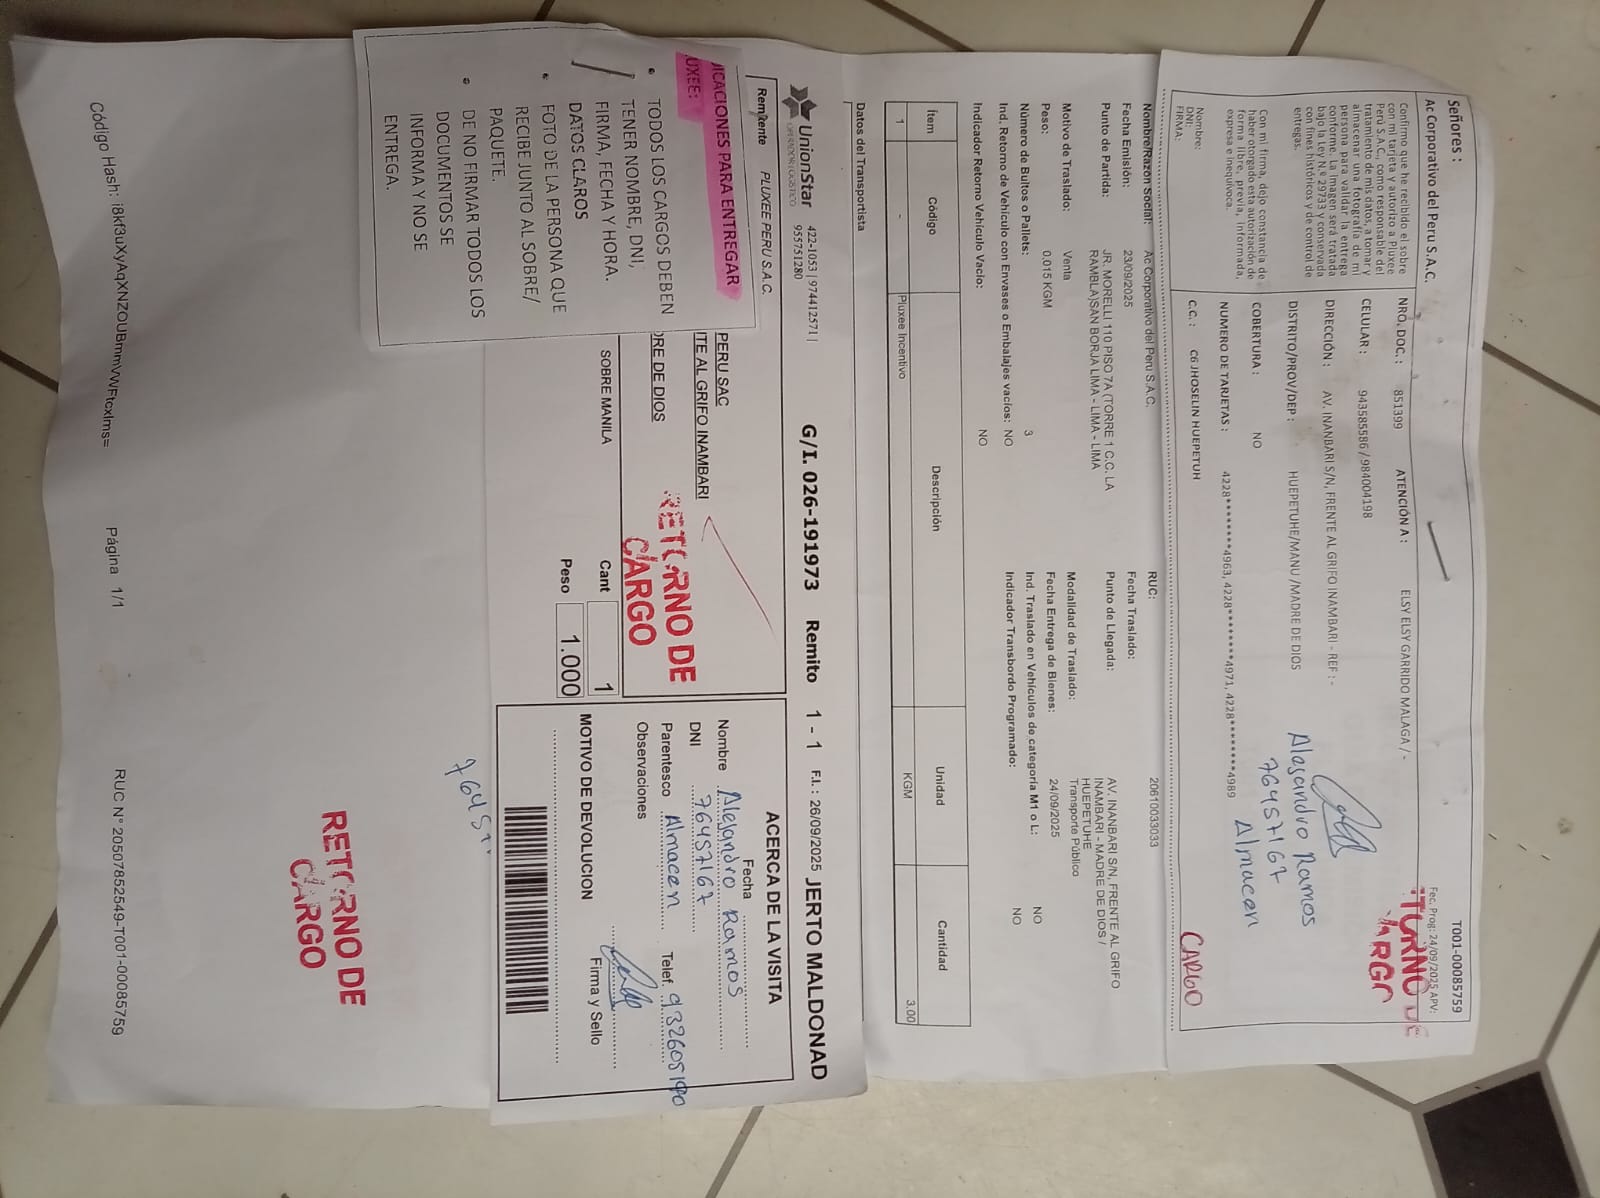 Señores :
Ac Corporativo del Peru S.A.C.
T001-00085759
Fec. Prog: 24/09/2025 APV:
Confirmo que he recibido el sobre
con mi tarjeta y autorizo a Pluxee
Perú S.A.C., como responsable del
tratamiento de mis datos, a tomar y
almacenar una fotografía de mi
persona para validar la entrega
conforme. La imagen será tratada
bajo la Ley N.º 29733 y conservada
con fines históricos y de control de
entregas.
Con mi firma, dejo constancia de
haber otorgado esta autorización de
forma libre, previa, informada,
expresa e inequívoca.
Nombre:
DNI:
FIRMA:
NRO. DOC. : 851399 ATENCIÓN A : ELSY ELSY GARRIDO MALAGA / -
CELULAR : 943585586 / 984004198
DIRECCIÓN : AV. INANBARI S/N, FRENTE AL GRIFO INAMBARI - REF : -
DISTRITO/PROV/DEP : HUEPETUHE/MANU /MADRE DE DIOS
COBERTURA : NO
NUMERO DE TARJETAS : 4228********4963, 4228********4971, 4228********4989
C.C. : C6 JHOSELIN HUEPETUH
Alejandro Ramos
76457167
Almacen
CARGO
Nombre/Razón Social: Ac Corporativo del Peru S.A.C. RUC: 20610033033
Fecha Emisión: 23/09/2025 Fecha Traslado:
Punto de Partida: JR. MORELLI 110 PISO 7A (TORRE 1 C.C. LA
RAMBLA)SAN BORJA LIMA - LIMA - LIMA
Punto de Llegada: AV. INANBARI S/N, FRENTE AL GRIFO
INAMBARI - MADRE DE DIOS /
HUEPETUHE
Motivo de Traslado: Venta Modalidad de Traslado: Transporte Público
Peso: 0.015 KGM Fecha Entrega de Bienes: 24/09/2025
Número de Bultos o Pallets: 3 Ind. Traslado en Vehículos de categoría M1 o L: NO
Ind. Retorno de Vehículo con Envases o Embalajes vacíos: NO Indicador Transbordo Programado: NO
Indicador Retorno Vehículo Vacío: NO
Ítem Código Descripción Unidad Cantidad
1 - Pluxee Incentivo KGM 3.00
Datos del Transportista
UnionStar
OPERADOR LOGÍSTICO
422-1053 | 974412571 |
955751280
G/I. 026-191973 Remito 1 - 1 F.I. : 26/09/2025 JERTO MALDONAD
Remitente PLUXEE PERU S.A.C.
PERU SAC
ITE AL GRIFO INAMBARI
DRE DE DIOS
RETORNO DE
CARGO
SOBRE MANILA Cant 1
Peso 1.000
ACERCA DE LA VISITA
Fecha
Nombre Alejandro Ramos
DNI 76457167
Parentesco Almacen Telef. 932605190
Observaciones
Firma y Sello
MOTIVO DE DEVOLUCION
ICACIONES PARA ENTREGAR
UXEE:
• TODOS LOS CARGOS DEBEN
TENER NOMBRE, DNI,
FIRMA, FECHA Y HORA.
DATOS CLAROS
• FOTO DE LA PERSONA QUE
RECIBE JUNTO AL SOBRE/
PAQUETE.
• DE NO FIRMAR TODOS LOS
DOCUMENTOS SE
INFORMA Y NO SE
ENTREGA.
RETORNO DE
CARGO
Código Hash: i8kff3uXyAqXNZOUBmmVWFtcxlms= Página 1/1 RUC N° 20507852549-T001-00085759